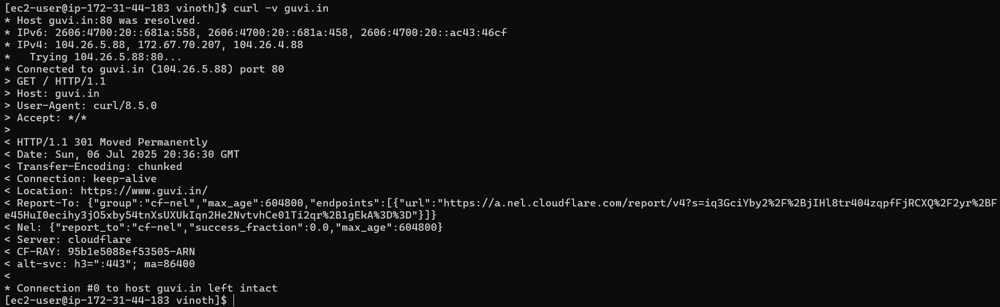 [ec2-user@ip-172-31-44-183 vinoth]$ curl -v guvi.in
* Host guvi.in:80 was resolved.
* IPv6: 2606:4700:20::681a:558, 2606:4700:20::681a:458, 2606:4700:20::ac43:46cf
* IPv4: 104.26.5.88, 172.67.70.207, 104.26.4.88
*   Trying 104.26.5.88:80...
* Connected to guvi.in (104.26.5.88) port 80
> GET / HTTP/1.1
> Host: guvi.in
> User-Agent: curl/8.5.0
> Accept: */*
>
< HTTP/1.1 301 Moved Permanently
< Date: Sun, 06 Jul 2025 20:36:30 GMT
< Transfer-Encoding: chunked
< Connection: keep-alive
< Location: https://www.guvi.in/
< Report-To: {"group":"cf-nel","max_age":604800,"endpoints":[{"url":"https://a.nel.cloudflare.com/report/v4?s=iq3GciYby2%2F%2BjIHl8tr404zqpfFjRCXQ%2F2yr%2BF
e45HuI0ecihy3jO5xby54tnXsUXUkIqn2He2NvtvhCe01Ti2qr%2B1gEkA%3D%3D"}]}
< Nel: {"report_to":"cf-nel","success_fraction":0.0,"max_age":604800}
< Server: cloudflare
< CF-RAY: 95b1e5088ef53505-ARN
< alt-svc: h3=":443"; ma=86400
<
* Connection #0 to host guvi.in left intact
[ec2-user@ip-172-31-44-183 vinoth]$